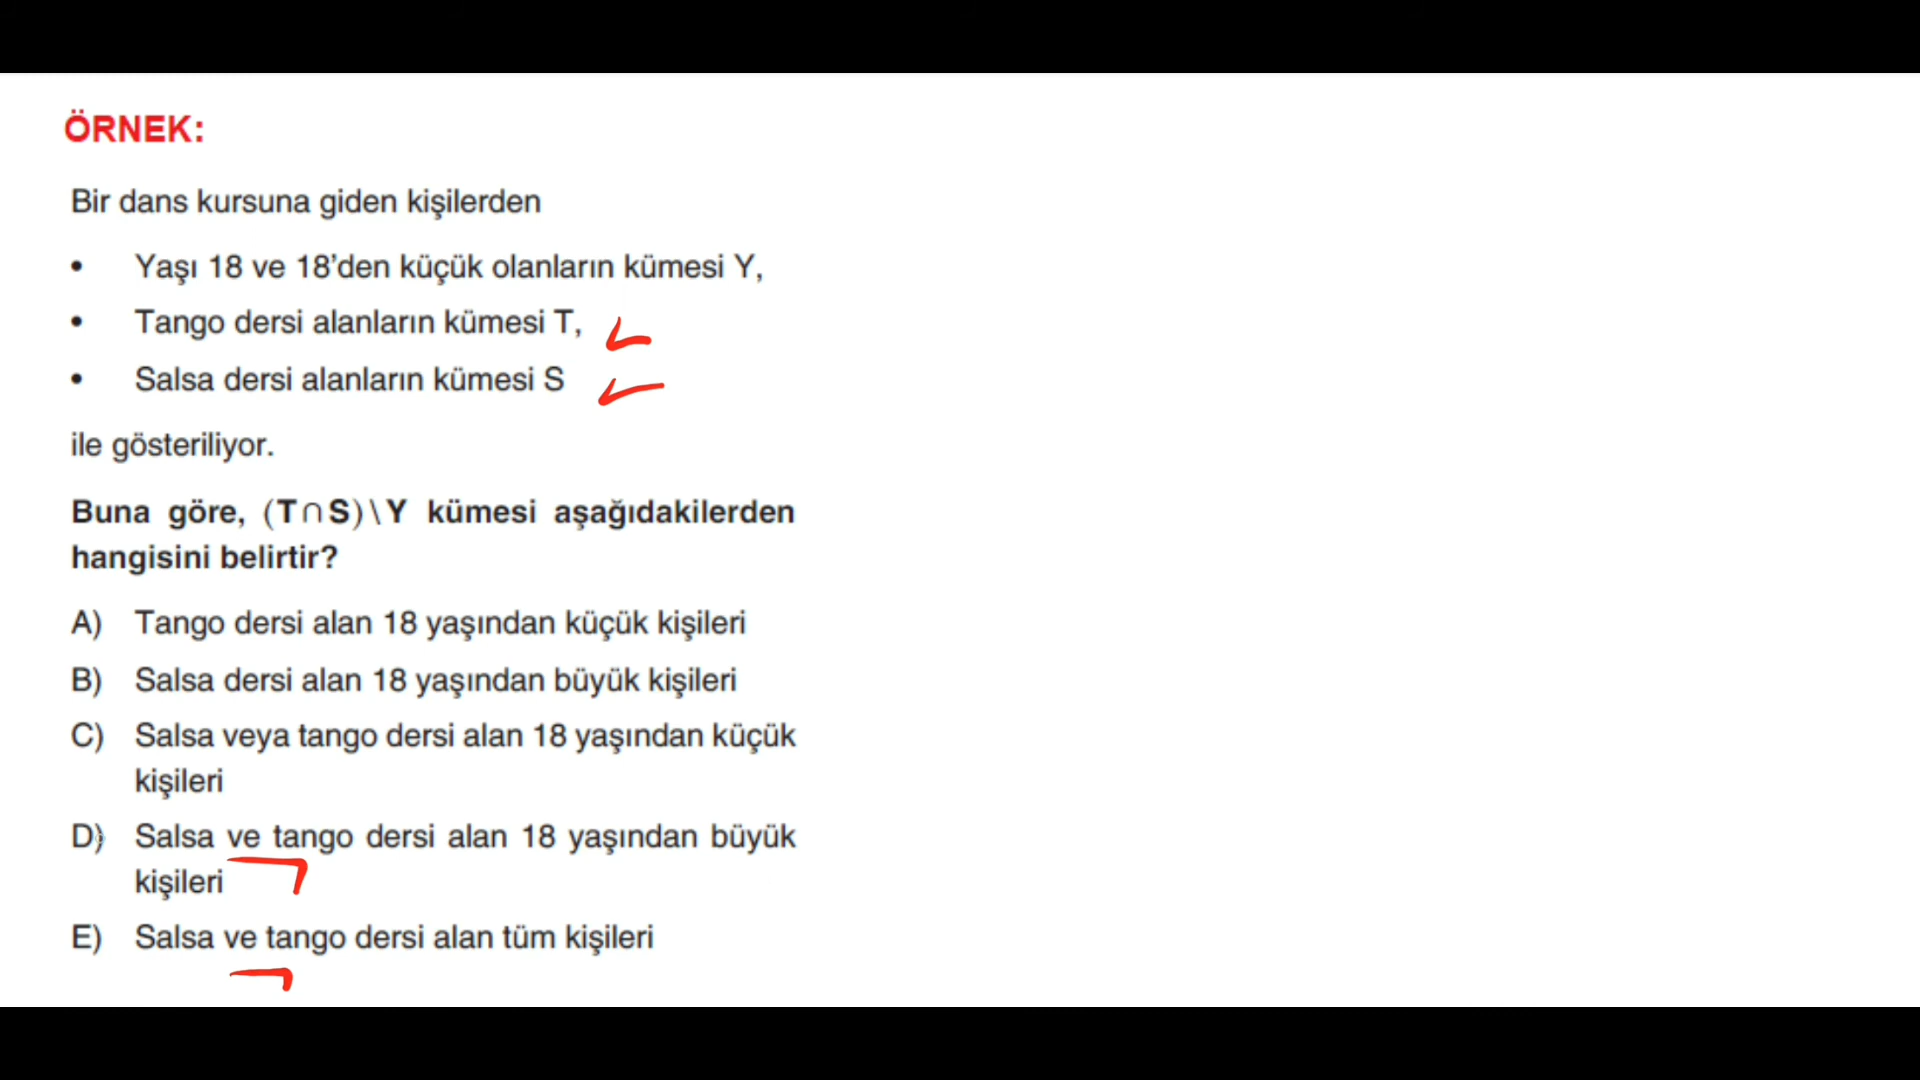 ÖRNEK:
Bir dans kursuna giden kişilerden
• Yaşı 18 ve 18'den küçük olanların kümesi Y,
• Tango dersi alanların kümesi T,
• Salsa dersi alanların kümesi S
ile gösteriliyor.
Buna göre, (T∩S)\Y kümesi aşağıdakilerden
hangisini belirtir?
A) Tango dersi alan 18 yaşından küçük kişileri
B) Salsa dersi alan 18 yaşından büyük kişileri
C) Salsa veya tango dersi alan 18 yaşından küçük
kişileri
D) Salsa ve tango dersi alan 18 yaşından büyük
kişileri
E) Salsa ve tango dersi alan tüm kişileri